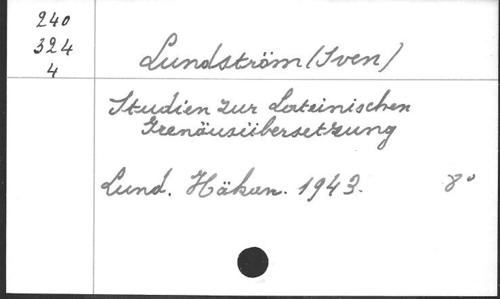 240
324
4
Lundström (Sven)
Studien zur Lateinischen
Irenäusübersetzung
Lund. Håkan. 1943. 8°